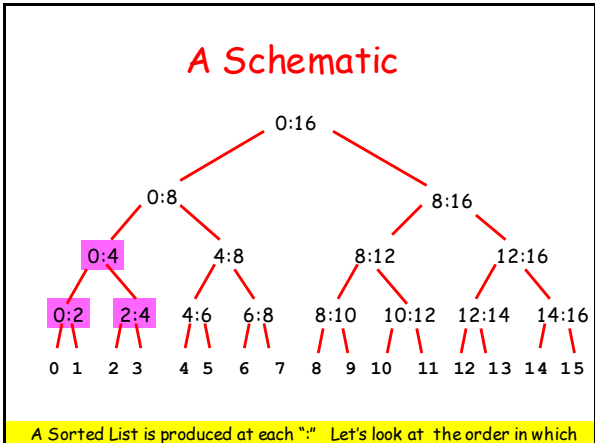 A Schematic
0:16
0:8 8:16
0:4 4:8 8:12 12:16
0:2 2:4 4:6 6:8 8:10 10:12 12:14 14:16
0 1 2 3 4 5 6 7 8 9 10 11 12 13 14 15
A Sorted List is produced at each “:” Let’s look at the order in which